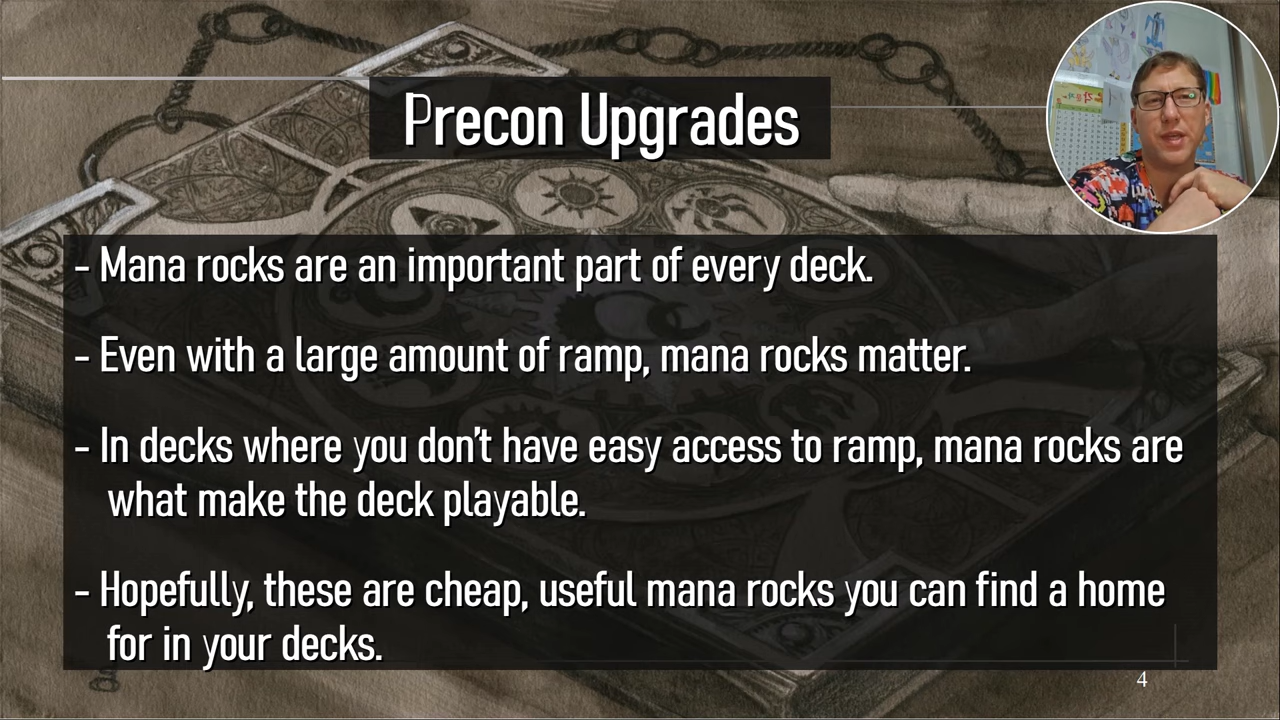 Precon Upgrades
- Mana rocks are an important part of every deck.
- Even with a large amount of ramp, mana rocks matter.
- In decks where you don't have easy access to ramp, mana rocks are
what make the deck playable.
- Hopefully, these are cheap, useful mana rocks you can find a home
for in your decks.
4